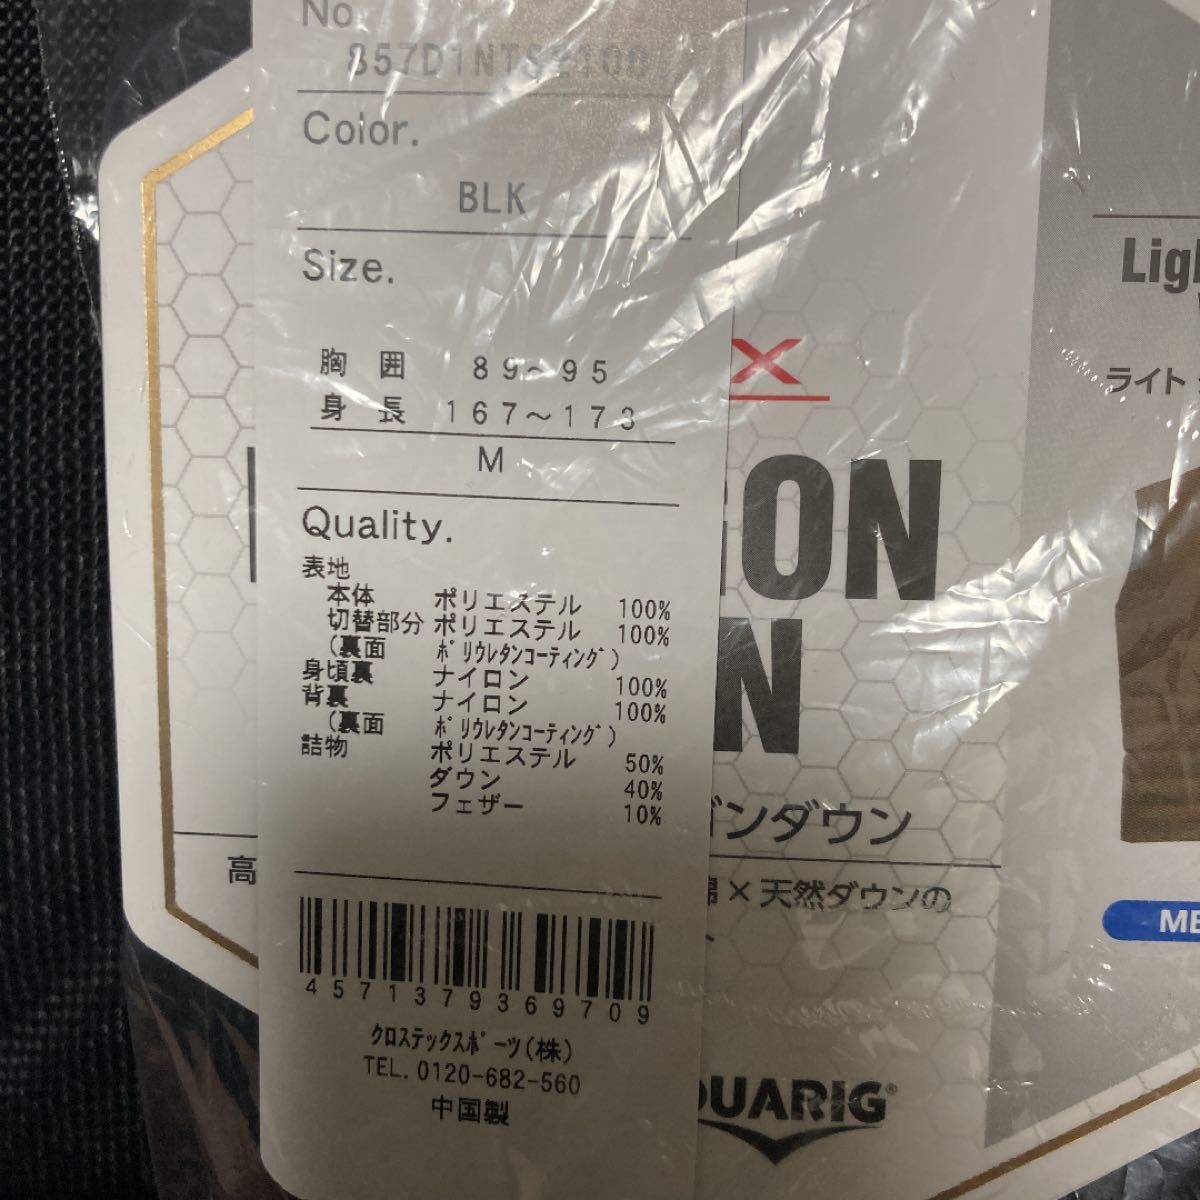 No
Color.
BLK
Size.
胸 囲 89~95
身 長 167~173
M
Quality.
表地
本体 ポリエステル 100%
切替部分 ポリエステル 100%
(裏面 ポリウレタンコーティング)
身頃裏 ナイロン 100%
背裏 ナイロン 100%
(裏面 ポリウレタンコーティング)
詰物 ポリエステル 50%
ダウン 40%
フェザー 10%
4571379369709
クロステックスポーツ(株)
TEL. 0120-682-560
中国製
×
ION
N
ンダウン
高
綿×天然ダウンの
Lig
ライト
ME
UARIG®